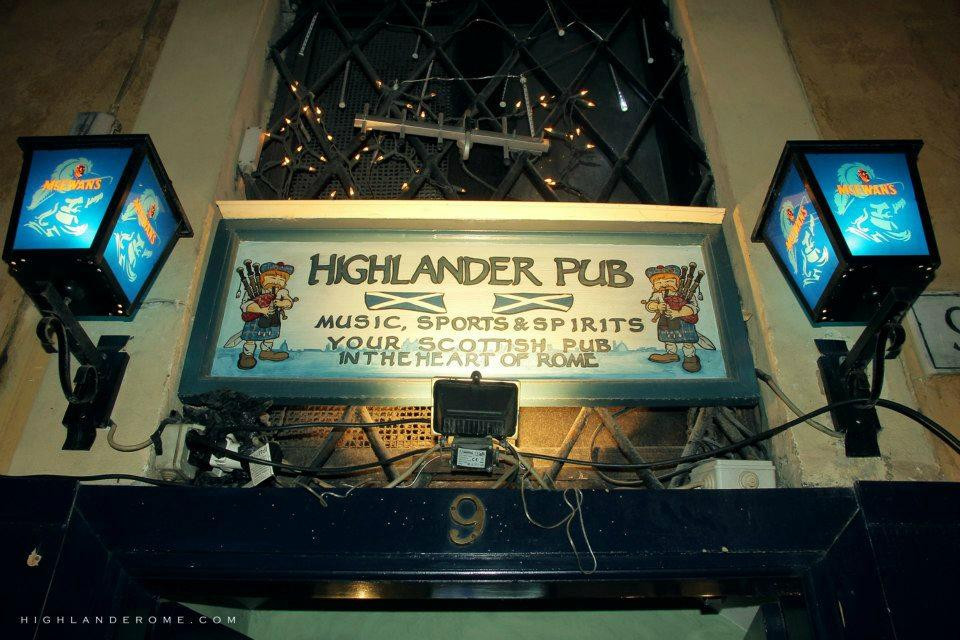 McEWAN'S
McEWAN'S
McEWAN'S
McEWAN'S
HIGHLANDER PUB
MUSIC, SPORTS & SPIRITS
YOUR SCOTTISH PUB
IN THE HEART OF ROME
9
HIGHLANDEROME.COM